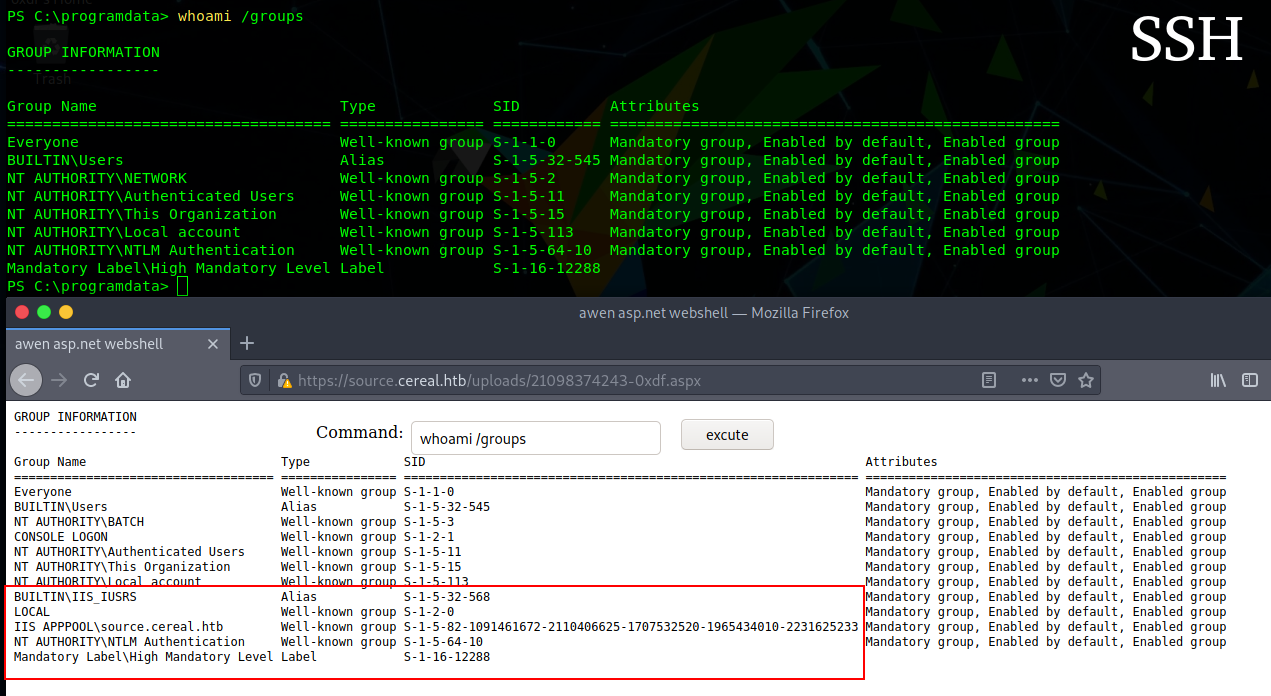 PS C:\programdata> whoami /groups
SSH
GROUP INFORMATION
-----------------
Trash
Group Name                           Type             SID          Attributes
==================================== ================ ============ ==================================================
Everyone                             Well-known group S-1-1-0      Mandatory group, Enabled by default, Enabled group
BUILTIN\Users                        Alias            S-1-5-32-545 Mandatory group, Enabled by default, Enabled group
NT AUTHORITY\NETWORK                 Well-known group S-1-5-2      Mandatory group, Enabled by default, Enabled group
NT AUTHORITY\Authenticated Users     Well-known group S-1-5-11     Mandatory group, Enabled by default, Enabled group
NT AUTHORITY\This Organization       Well-known group S-1-5-15     Mandatory group, Enabled by default, Enabled group
NT AUTHORITY\Local account           Well-known group S-1-5-113    Mandatory group, Enabled by default, Enabled group
NT AUTHORITY\NTLM Authentication     Well-known group S-1-5-64-10  Mandatory group, Enabled by default, Enabled group
Mandatory Label\High Mandatory Level Label            S-1-16-12288
PS C:\programdata>
awen asp.net webshell — Mozilla Firefox
awen asp.net webshell
https://source.cereal.htb/uploads/21098374243-0xdf.aspx
GROUP INFORMATION
-----------------
Command: whoami /groups excute
Group Name                           Type             SID                                                           Attributes
==================================== ================ ============================================================= ==================================================
Everyone                             Well-known group S-1-1-0                                                       Mandatory group, Enabled by default, Enabled group
BUILTIN\Users                        Alias            S-1-5-32-545                                                  Mandatory group, Enabled by default, Enabled group
NT AUTHORITY\BATCH                   Well-known group S-1-5-3                                                       Mandatory group, Enabled by default, Enabled group
CONSOLE LOGON                        Well-known group S-1-2-1                                                       Mandatory group, Enabled by default, Enabled group
NT AUTHORITY\Authenticated Users     Well-known group S-1-5-11                                                      Mandatory group, Enabled by default, Enabled group
NT AUTHORITY\This Organization       Well-known group S-1-5-15                                                      Mandatory group, Enabled by default, Enabled group
NT AUTHORITY\Local account           Well-known group S-1-5-113                                                     Mandatory group, Enabled by default, Enabled group
BUILTIN\IIS_IUSRS                    Alias            S-1-5-32-568                                                  Mandatory group, Enabled by default, Enabled group
LOCAL                                Well-known group S-1-2-0                                                       Mandatory group, Enabled by default, Enabled group
IIS APPPOOL\source.cereal.htb        Well-known group S-1-5-82-1091461672-2110406625-1707532520-1965434010-2231625233 Mandatory group, Enabled by default, Enabled group
NT AUTHORITY\NTLM Authentication     Well-known group S-1-5-64-10                                                   Mandatory group, Enabled by default, Enabled group
Mandatory Label\High Mandatory Level Label            S-1-16-12288